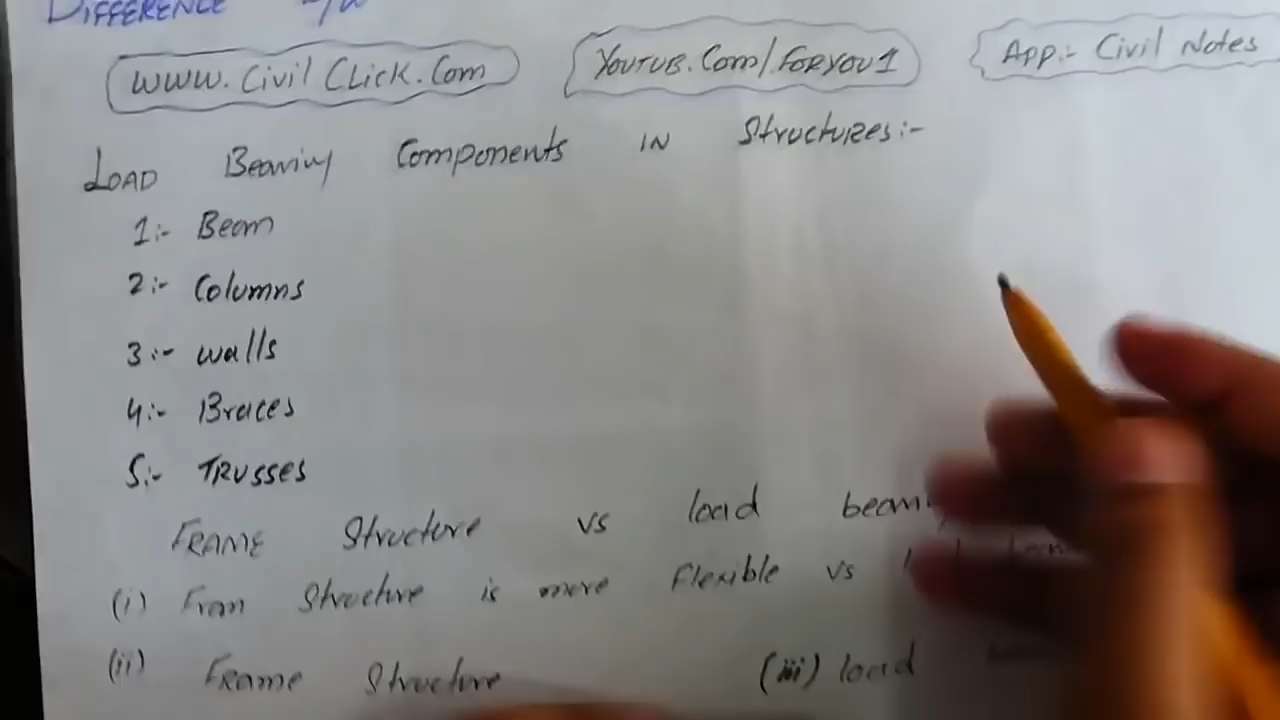 DIFFERENCE B/W
www.Civil Click.Com
YouTUB.Com/FORYOU1
App:- Civil Notes
LOAD Bearing Components IN Structures:-
1:- Beam
2:- Columns
3:- walls
4:- Braces
5:- TRUSSES
FRAME Structure vs load
(i) Fram Structure is more Flexible vs
(ii) Frame Structure (iii) load